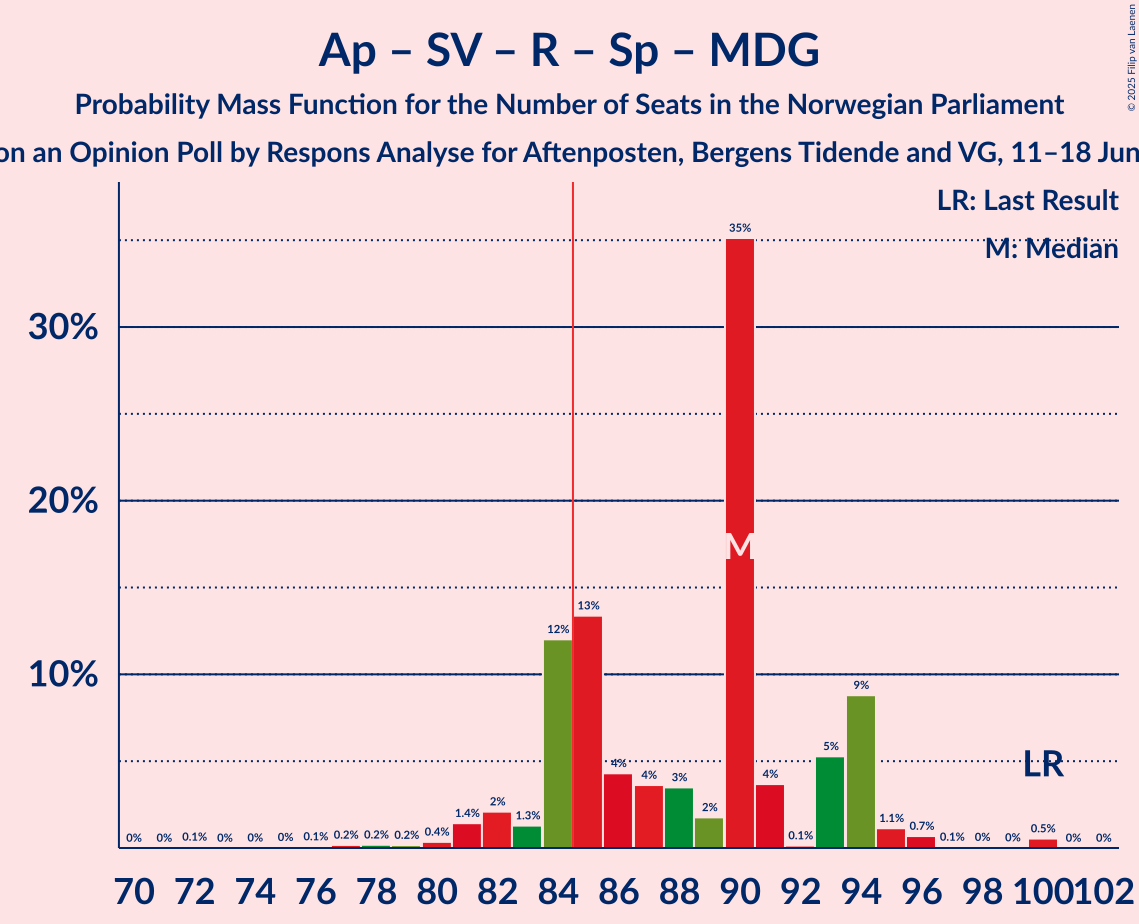 Ap – SV – R – Sp – MDG
Probability Mass Function for the Number of Seats in the Norwegian Parliament
on an Opinion Poll by Respons Analyse for Aftenposten, Bergens Tidende and VG, 11–18 Jun
© 2025 Filip van Laenen
LR: Last Result
M: Median
30%
20%
10%
0% 0% 0.1% 0% 0% 0% 0.1% 0.2% 0.2% 0.2% 0.4% 1.4% 2% 1.3% 12% 13% 4% 4% 3% 2% 35% 4% 0.1% 5% 9% 1.1% 0.7% 0.1% 0% 0% 0.5% 0% 0%
M
LR
70 72 74 76 78 80 82 84 86 88 90 92 94 96 98 100 102